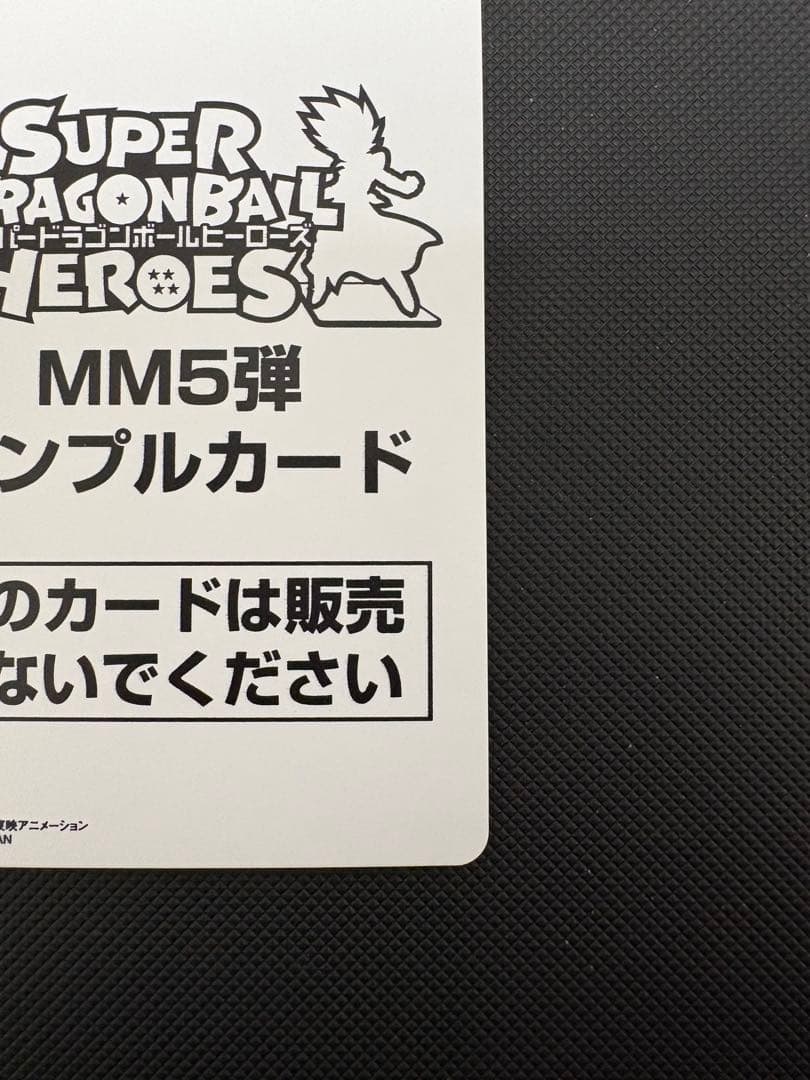 SUPER
DRAGONBALL
パードラゴンボールヒーローズ
HEROES
MM5弾
ンプルカード
のカードは販売
ないでください
映アニメーション
AN